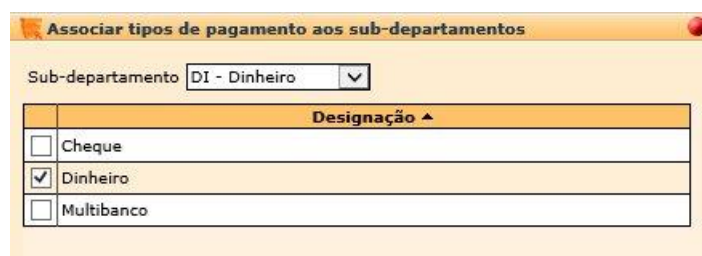 Associar tipos de pagamento aos sub-departamentos
Sub-departamento DI - Dinheiro
Designação
Cheque
Dinheiro
Multibanco